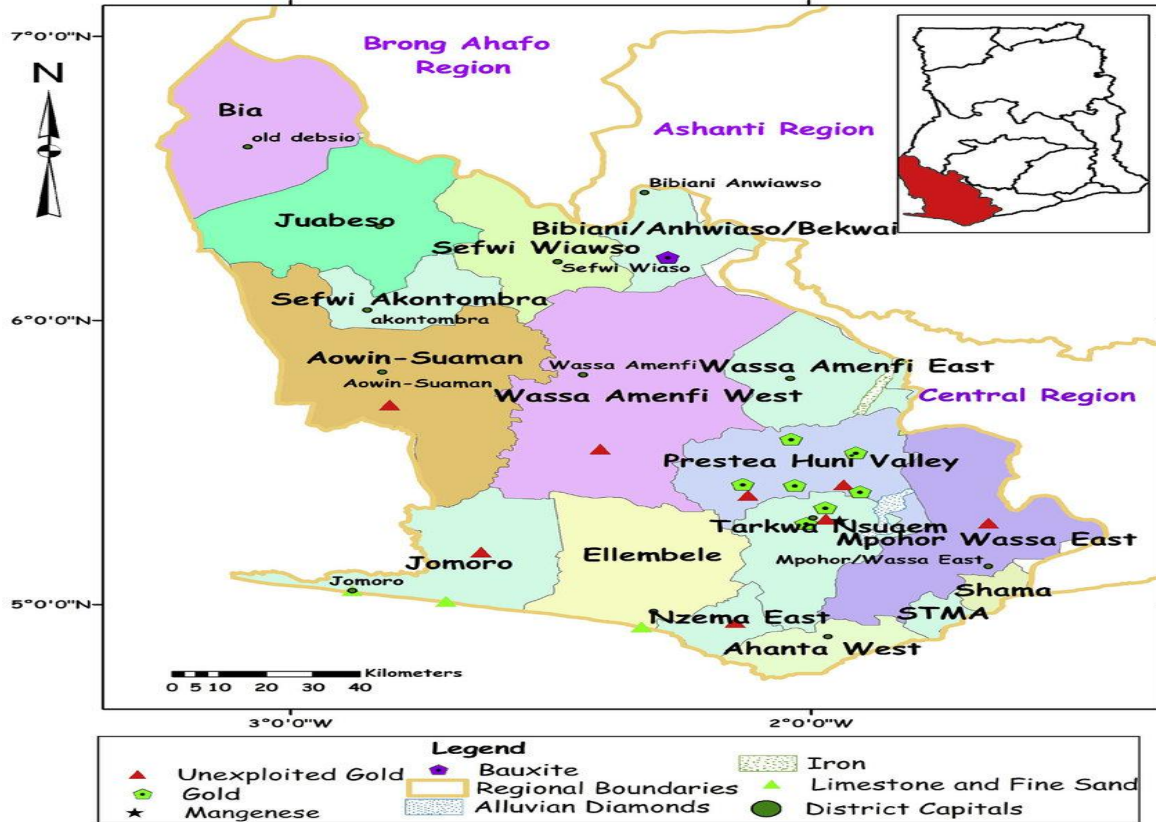 7°0'0"N
Brong Ahafo
Region
N
Bia
old debsio
Ashanti Region
Bibiani Anwiawso
Juabeso
Bibiani/Anhwiaso/Bekwai
Sefwi Wiawso
Sefwi Wiaso
Sefwi Akontombra
akontombra
6°0'0"N
Aowin-Suaman
Aowin-Suaman
Wassa Amenfi
Wassa Amenfi East
Wassa Amenfi West
Central Region
Prestea Huni Valley
Tarkwa Nsuaem
Mpohor Wassa East
Mpohor/Wassa East
Ellembele
Jomoro
Jomoro
Shama
5°0'0"N
STMA
Nzema East
Ahanta West
Kilometers
0 5 10 20 30 40
3°0'0"W
2°0'0"W
Legend
Unexploited Gold
Gold
Mangenese
Bauxite
Regional Boundaries
Alluvian Diamonds
Iron
Limestone and Fine Sand
District Capitals